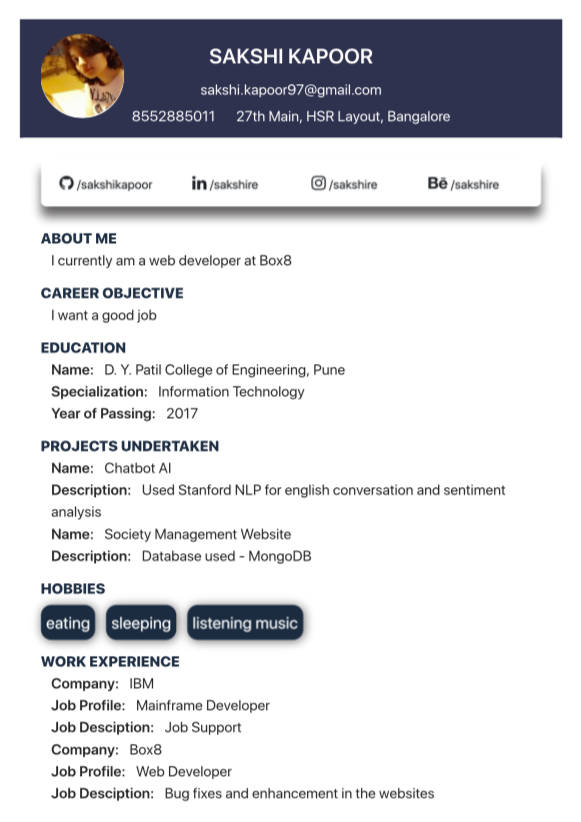 SAKSHI KAPOOR
sakshi.kapoor97@gmail.com
8552885011 27th Main, HSR Layout, Bangalore
/sakshikapoor in /sakshire /sakshire Bē /sakshire
ABOUT ME
I currently am a web developer at Box8
CAREER OBJECTIVE
I want a good job
EDUCATION
Name: D. Y. Patil College of Engineering, Pune
Specialization: Information Technology
Year of Passing: 2017
PROJECTS UNDERTAKEN
Name: Chatbot AI
Description: Used Stanford NLP for english conversation and sentiment
analysis
Name: Society Management Website
Description: Database used - MongoDB
HOBBIES
eating sleeping listening music
WORK EXPERIENCE
Company: IBM
Job Profile: Mainframe Developer
Job Desciption: Job Support
Company: Box8
Job Profile: Web Developer
Job Desciption: Bug fixes and enhancement in the websites